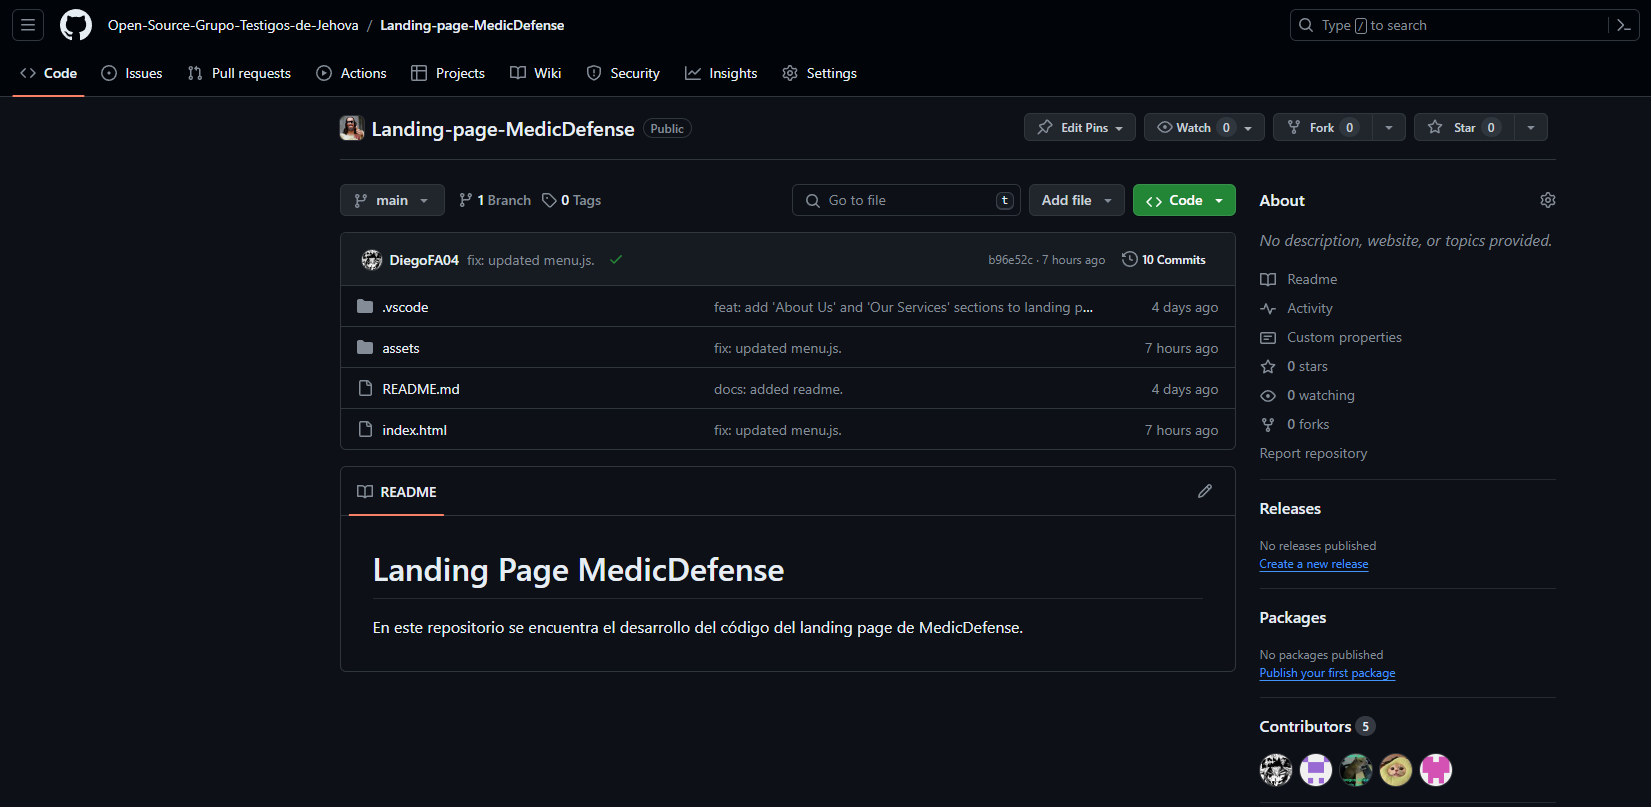 Open-Source-Grupo-Testigos-de-Jehova / Landing-page-MedicDefense
Type / to search
Code Issues Pull requests Actions Projects Wiki Security Insights Settings
Landing-page-MedicDefense Public
Edit Pins Watch 0 Fork 0 Star 0
main 1 Branch 0 Tags
Go to file t Add file Code
DiegoFA04 fix: updated menu.js. b96e52c · 7 hours ago 10 Commits
.vscode feat: add 'About Us' and 'Our Services' sections to landing p... 4 days ago
assets fix: updated menu.js. 7 hours ago
README.md docs: added readme. 4 days ago
index.html fix: updated menu.js. 7 hours ago
README
Landing Page MedicDefense
En este repositorio se encuentra el desarrollo del código del landing page de MedicDefense.
About
No description, website, or topics provided.
Readme
Activity
Custom properties
0 stars
0 watching
0 forks
Report repository
Releases
No releases published
Create a new release
Packages
No packages published
Publish your first package
Contributors 5